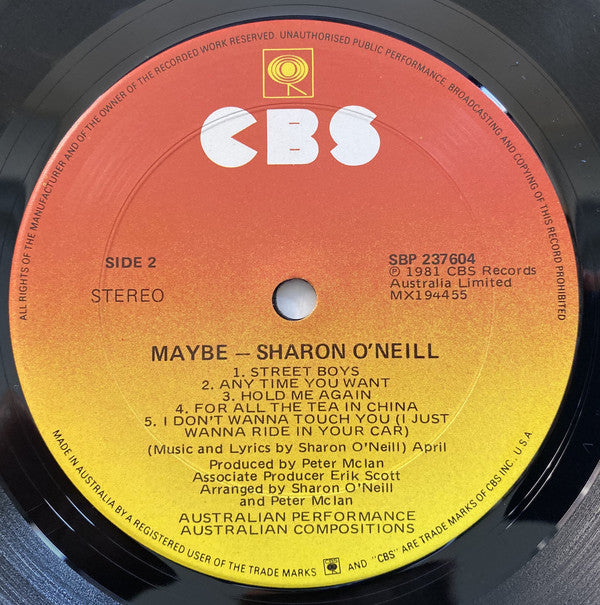 ALL RIGHTS OF THE MANUFACTURER AND OF THE OWNER OF THE RECORDED WORK RESERVED. UNAUTHORISED PUBLIC PERFORMANCE, BROADCASTING AND COPYING OF THIS RECORD PROHIBITED
CBS
SIDE 2
STEREO
SBP 237604
℗ 1981 CBS Records
Australia Limited
MX194455
MAYBE – SHARON O'NEILL
1. STREET BOYS
2. ANY TIME YOU WANT
3. HOLD ME AGAIN
4. FOR ALL THE TEA IN CHINA
5. I DON'T WANNA TOUCH YOU (I JUST
WANNA RIDE IN YOUR CAR)
(Music and Lyrics by Sharon O'Neill) April
Produced by Peter McIan
Associate Producer Erik Scott
Arranged by Sharon O'Neill
and Peter McIan
AUSTRALIAN PERFORMANCE
AUSTRALIAN COMPOSITIONS
MADE IN AUSTRALIA BY A REGISTERED USER OF THE TRADE MARKS CBS AND "CBS" ARE TRADE MARKS OF CBS INC., U.S.A